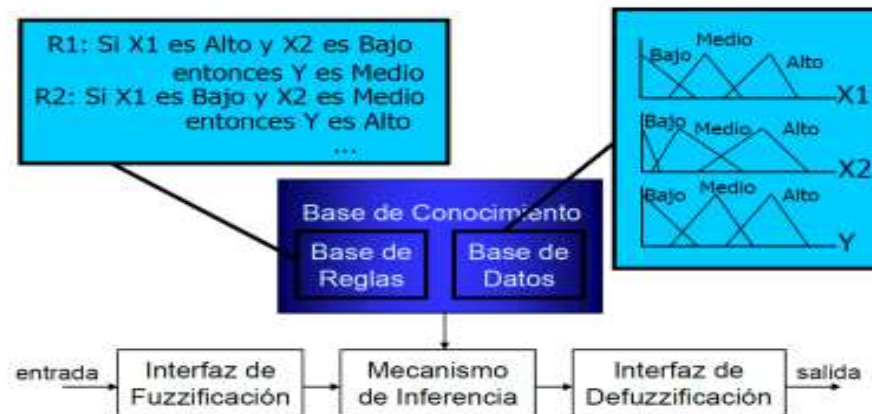 R1: Si X1 es Alto y X2 es Bajo
entonces Y es Medio
R2: Si X1 es Bajo y X2 es Medio
entonces Y es Alto
...
Medio
Bajo
Alto
X1
Bajo
Medio
Alto
X2
Bajo
Medio
Alto
Y
Base de Conocimiento
Base de
Reglas
Base de
Datos
entrada
Interfaz de
Fuzzificación
Mecanismo
de Inferencia
Interfaz de
Defuzzificación
salida